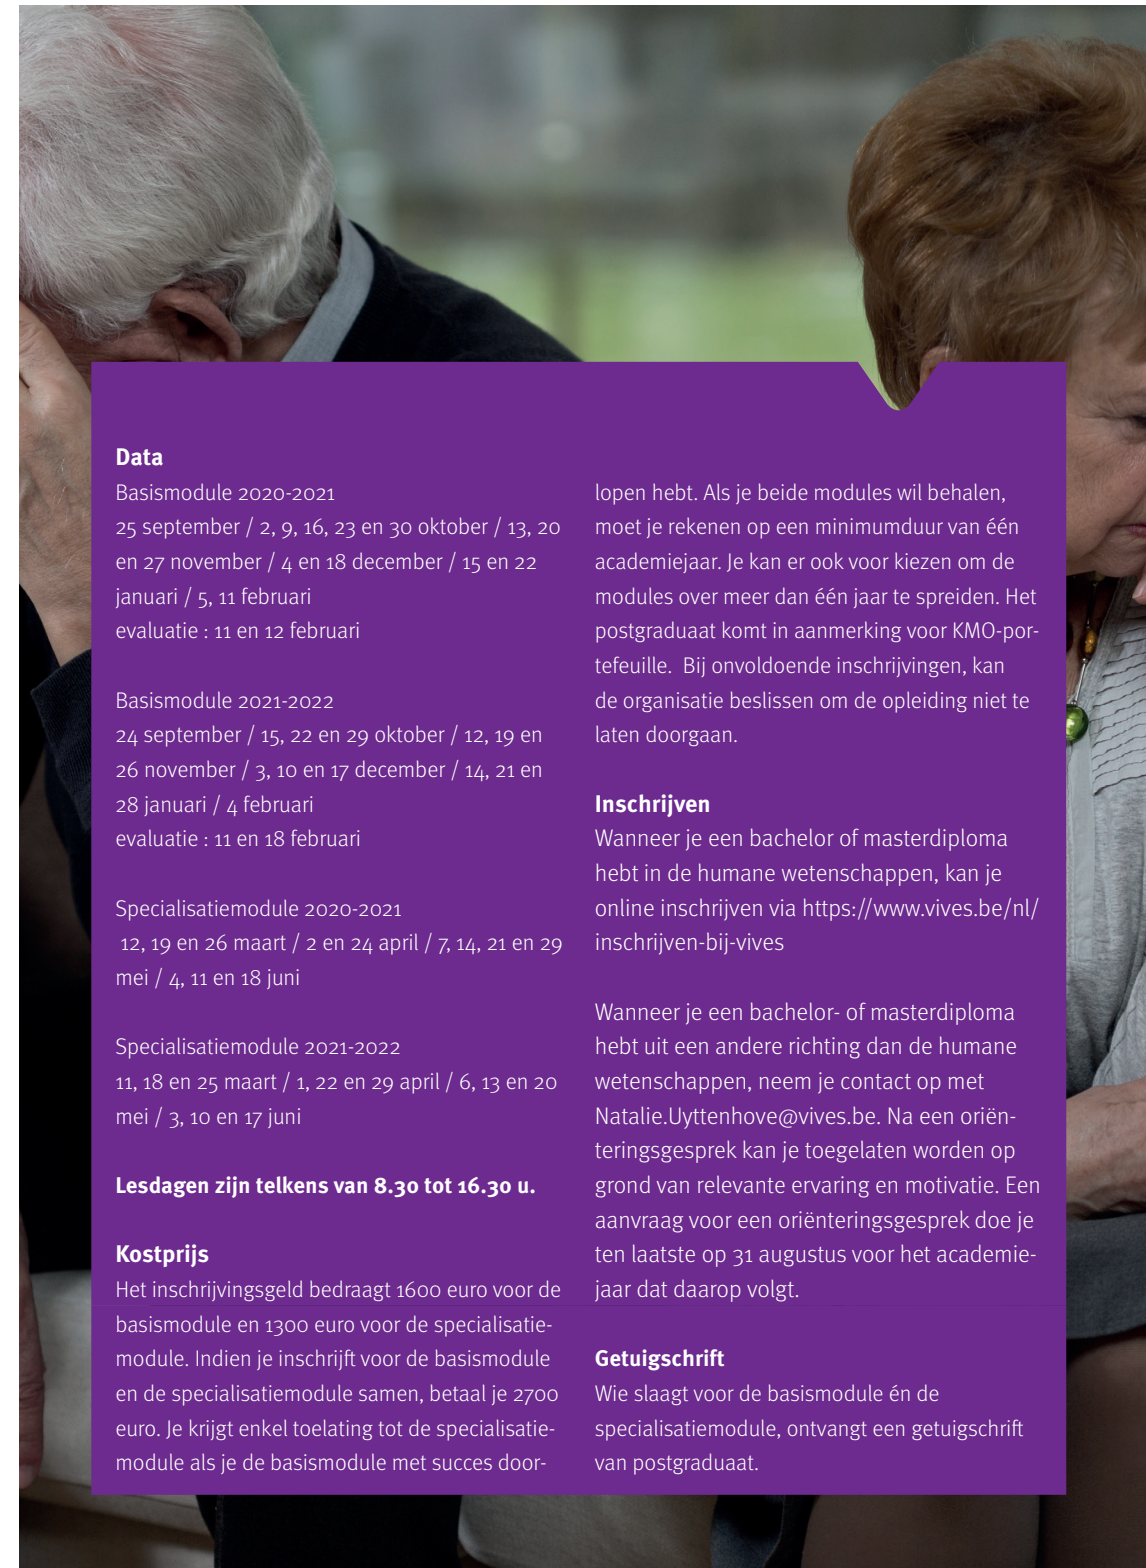 Data
Basismodule 2020-2021
25 september / 2, 9, 16, 23 en 30 oktober / 13, 20
en 27 november / 4 en 18 december / 15 en 22
januari / 5, 11 februari
evaluatie : 11 en 12 februari
Basismodule 2021-2022
24 september / 15, 22 en 29 oktober / 12, 19 en
26 november / 3, 10 en 17 december / 14, 21 en
28 januari / 4 februari
evaluatie : 11 en 18 februari
Specialisatiemodule 2020-2021
12, 19 en 26 maart / 2 en 24 april / 7, 14, 21 en 29
mei / 4, 11 en 18 juni
Specialisatiemodule 2021-2022
11, 18 en 25 maart / 1, 22 en 29 april / 6, 13 en 20
mei / 3, 10 en 17 juni
Lesdagen zijn telkens van 8.30 tot 16.30 u.
Kostprijs
Het inschrijvingsgeld bedraagt 1600 euro voor de
basismodule en 1300 euro voor de specialisatie-
module. Indien je inschrijft voor de basismodule
en de specialisatiemodule samen, betaal je 2700
euro. Je krijgt enkel toelating tot de specialisatie-
module als je de basismodule met succes door-
lopen hebt. Als je beide modules wil behalen,
moet je rekenen op een minimumduur van één
academiejaar. Je kan er ook voor kiezen om de
modules over meer dan één jaar te spreiden. Het
postgraduaat komt in aanmerking voor KMO-por-
tefeuille.  Bij onvoldoende inschrijvingen, kan
de organisatie beslissen om de opleiding niet te
laten doorgaan.
Inschrijven
Wanneer je een bachelor of masterdiploma
hebt in de humane wetenschappen, kan je
online inschrijven via https://www.vives.be/nl/
inschrijven-bij-vives
Wanneer je een bachelor- of masterdiploma
hebt uit een andere richting dan de humane
wetenschappen, neem je contact op met
Natalie.Uyttenhove@vives.be. Na een oriën-
teringsgesprek kan je toegelaten worden op
grond van relevante ervaring en motivatie. Een
aanvraag voor een oriënteringsgesprek doe je
ten laatste op 31 augustus voor het academie-
jaar dat daarop volgt.
Getuigschrift
Wie slaagt voor de basismodule én de
specialisatiemodule, ontvangt een getuigschrift
van postgraduaat.